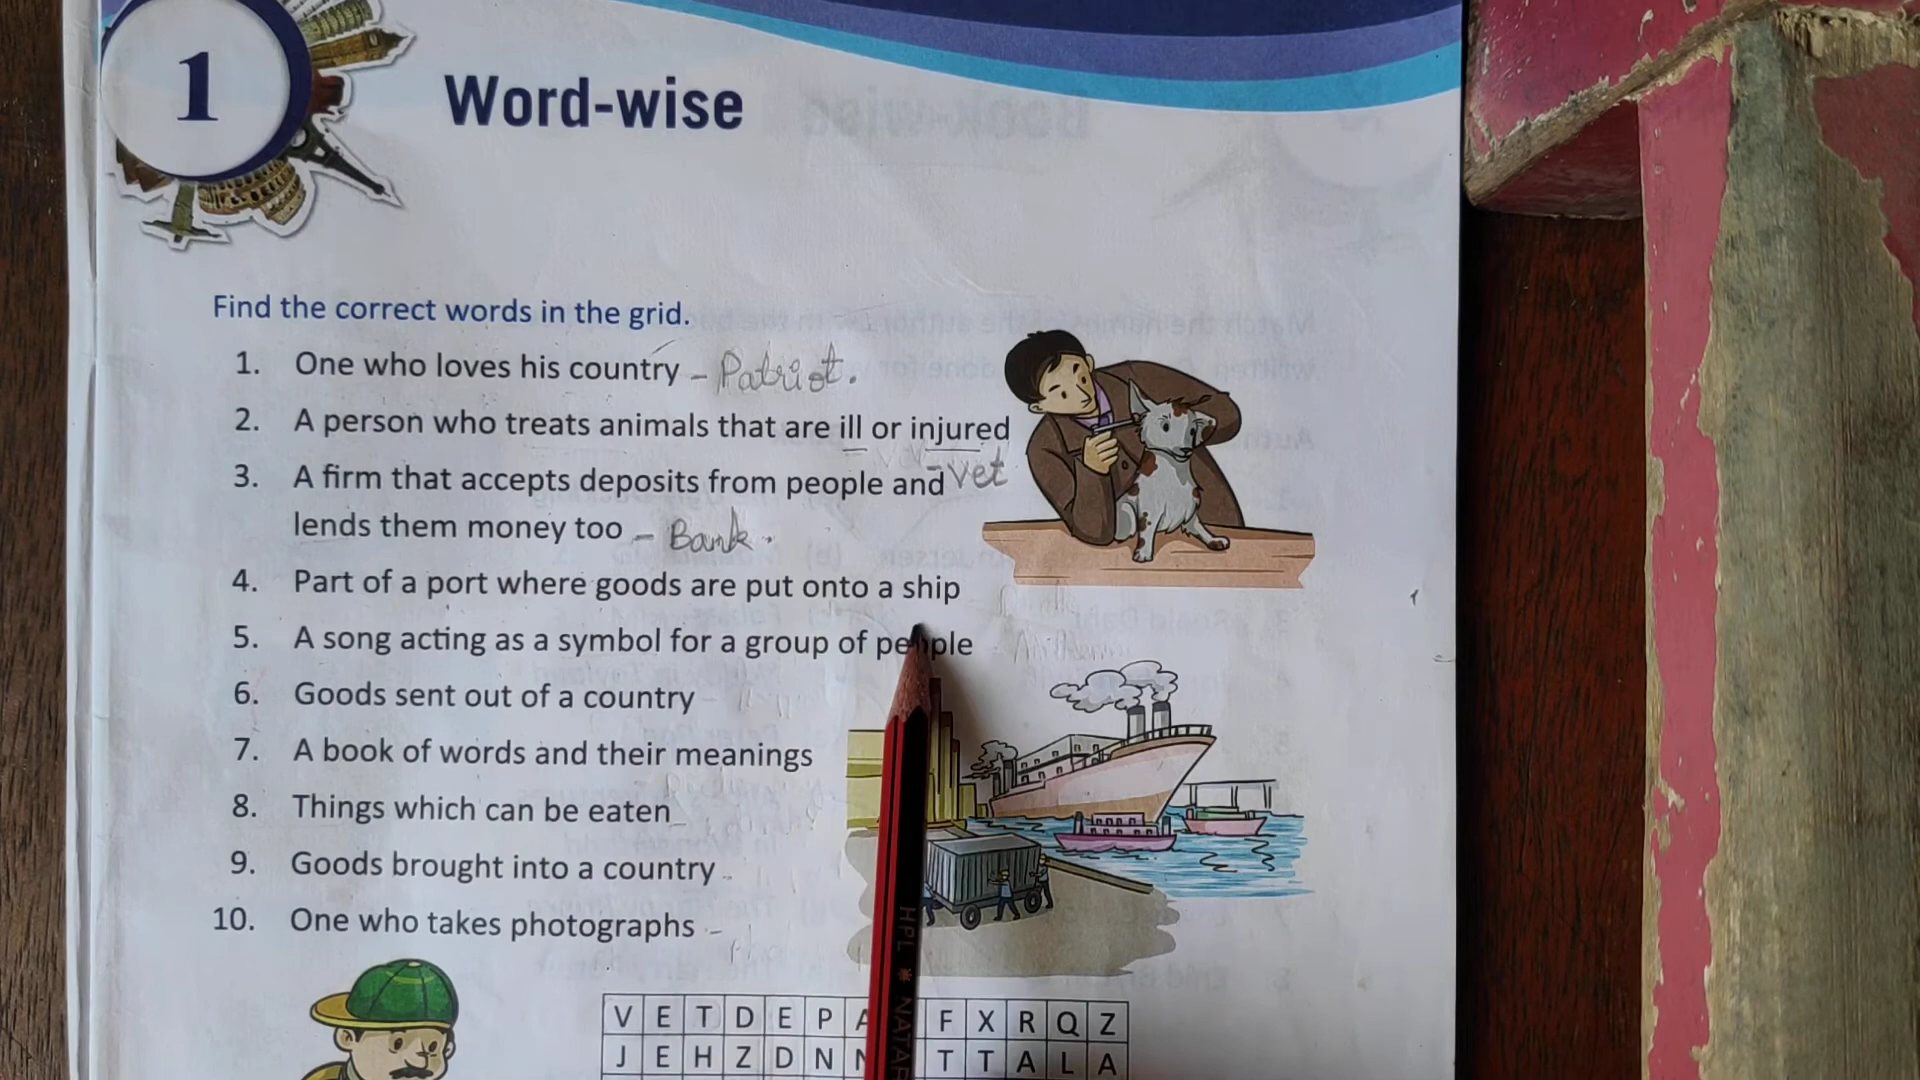 1
Word-wise
Find the correct words in the grid.
1. One who loves his country - Patriot.
2. A person who treats animals that are ill or injured
- vet
3. A firm that accepts deposits from people and
lends them money too - Bank.
4. Part of a port where goods are put onto a ship
5. A song acting as a symbol for a group of people
6. Goods sent out of a country
7. A book of words and their meanings
8. Things which can be eaten
9. Goods brought into a country
10. One who takes photographs -
V E T D E P A F X R Q Z
J E H Z D N N T T A L A
HPL * NATAR